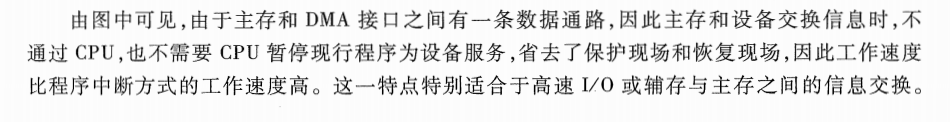 由图中可见,由于主存和 DMA 接口之间有一条数据通路,因此主存和设备交换信息时,不
通过 CPU,也不需要 CPU 暂停现行程序为设备服务,省去了保护现场和恢复现场,因此工作速度
比程序中断方式的工作速度高。这一特点特别适合于高速 I/O 或辅存与主存之间的信息交换。